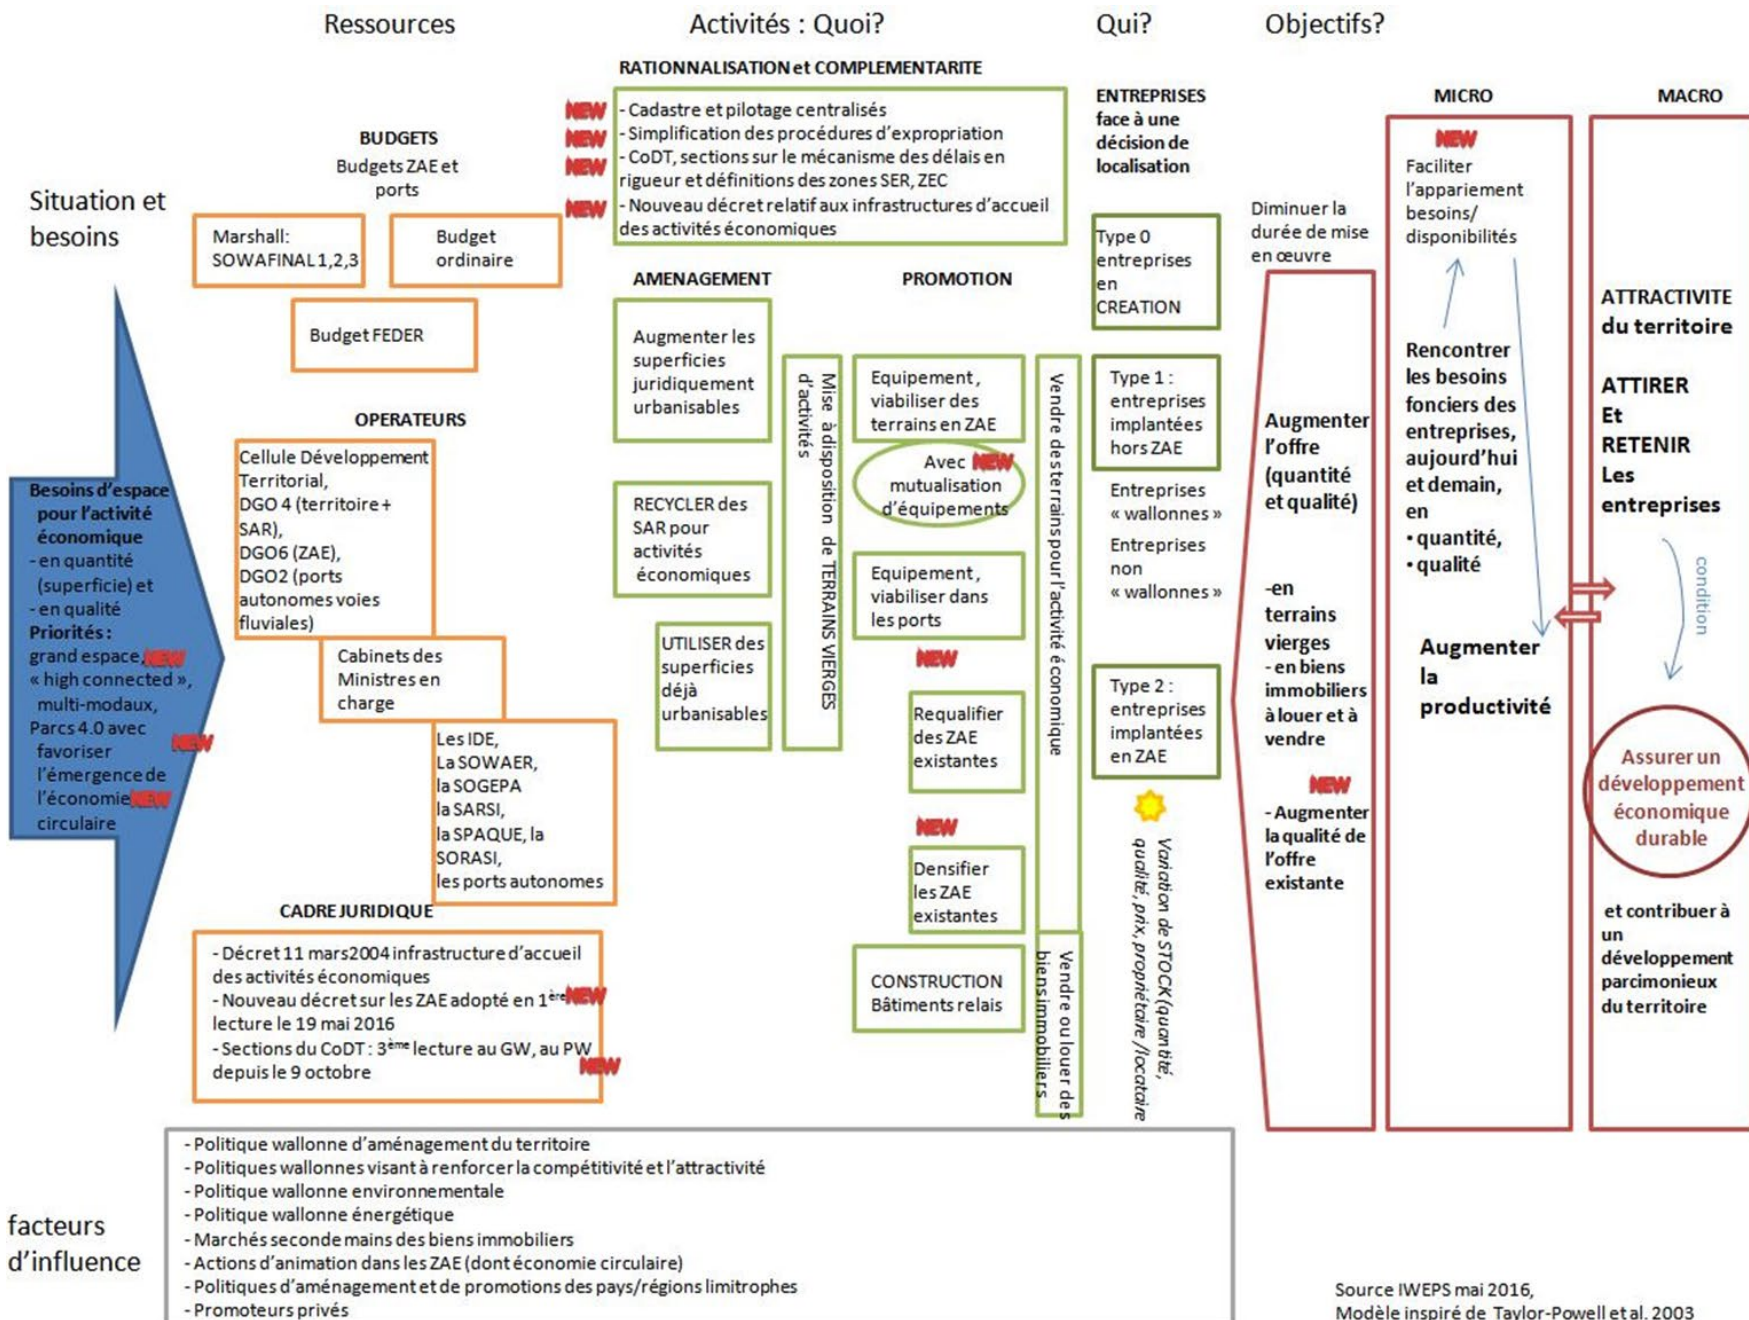 Ressources
Activités : Quoi?
Qui?
Objectifs?
Situation et
besoins
Besoins d'espace
pour l'activité
économique
- en quantité
(superficie) et
- en qualité
Priorités :
grand espace, NEW
« high connected »,
multi-modaux,
Parcs 4.0 avec
NEW
favoriser
l'émergence de
l'économie NEW
circulaire
BUDGETS
Budgets ZAE et
ports
Marshall:
SOWAFINAL 1,2,3
Budget
ordinaire
Budget FEDER
OPERATEURS
Cellule Développement
Territorial,
DGO 4 (territoire +
SAR),
DGO6 (ZAE),
DGO2 (ports
autonomes voies
fluviales)
Cabinets des
Ministres en
charge
Les IDE,
La SOWAER,
la SOGEPA
la SARSI,
la SPAQUE, la
SORASI,
les ports autonomes
CADRE JURIDIQUE
- Décret 11 mars2004 infrastructure d'accueil
des activités économiques
- Nouveau décret sur les ZAE adopté en 1ère NEW
lecture le 19 mai 2016
- Sections du CoDT : 3ème lecture au GW, au PW
depuis le 9 octobre
NEW
RATIONNALISATION et COMPLEMENTARITE
NEW - Cadastre et pilotage centralisés
NEW - Simplification des procédures d'expropriation
NEW - CoDT, sections sur le mécanisme des délais en
rigueur et définitions des zones SER, ZEC
NEW - Nouveau décret relatif aux infrastructures d'accueil
des activités économiques
AMENAGEMENT
Augmenter les
superficies
juridiquement
urbanisables
RECYCLER des
SAR pour
activités
économiques
UTILISER des
superficies
déjà
urbanisables
Mise à disposition de TERRAINS VIERGES
d'activités
PROMOTION
Equipement,
viabiliser des
terrains en ZAE
Avec NEW
mutualisation
d'équipements
Equipement,
viabiliser dans
les ports
NEW
Requalifier
des ZAE
existantes
NEW
Densifier
les ZAE
existantes
CONSTRUCTION
Bâtiments relais
Vendre des terrains pour l'activité économique
Vendre ou louer des
biens immobiliers
ENTREPRISES
face à une
décision de
localisation
Type 0
entreprises
en
CREATION
Type 1 :
entreprises
implantées
hors ZAE
Entreprises
« wallonnes »
Entreprises
non
« wallonnes »
Type 2 :
entreprises
implantées
en ZAE
Variation de STOCK (quantité,
qualité, prix, propriétaire /locataire
Diminuer la
durée de mise
en œuvre
Augmenter
l'offre
(quantité
et qualité)
-en
terrains
vierges
- en biens
immobiliers
à louer et à
vendre
NEW
- Augmenter
la qualité de
l'offre
existante
MICRO
NEW
Faciliter
l'appariement
besoins/
disponibilités
Rencontrer
les besoins
fonciers des
entreprises,
aujourd'hui
et demain,
en
• quantité,
• qualité
Augmenter
la
productivité
MACRO
ATTRACTIVITE
du territoire
ATTIRER
Et
RETENIR
Les
entreprises
condition
Assurer un
développement
économique
durable
et contribuer à
un
développement
parcimonieux
du territoire
facteurs
d'influence
- Politique wallonne d'aménagement du territoire
- Politiques wallonnes visant à renforcer la compétitivité et l'attractivité
- Politique wallonne environnementale
- Politique wallonne énergétique
- Marchés seconde mains des biens immobiliers
- Actions d'animation dans les ZAE (dont économie circulaire)
- Politiques d'aménagement et de promotions des pays/régions limitrophes
- Promoteurs privés
Source IWEPS mai 2016,
Modèle inspiré de Taylor-Powell et al. 2003